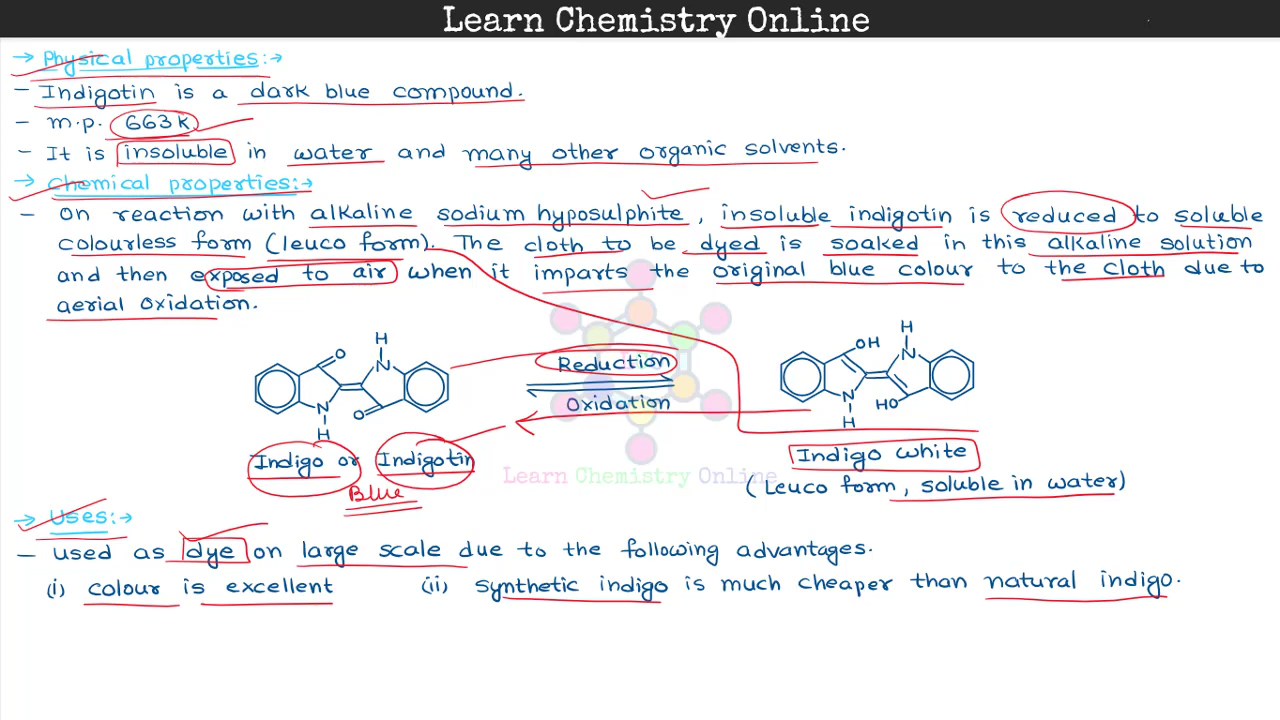 Learn Chemistry Online
→ Physical properties:→
– Indigotin is a dark blue compound.
– m.p. 663K.
– It is insoluble in water and many other organic solvents.
→ Chemical properties:→
– On reaction with alkaline sodium hyposulphite, insoluble indigotin is reduced to soluble
colourless form (leuco form). The cloth to be dyed is soaked in this alkaline solution
and then exposed to air when it imparts the original blue colour to the cloth due to
aerial oxidation.
H
O
N
N
H
O
Reduction
Oxidation
H
OH
N
N
H
HO
Indigo or Indigotin
Blue
Indigo white
(Leuco form, soluble in water)
Learn Chemistry Online
→ Uses:→
– used as dye on large scale due to the following advantages.
(i) colour is excellent (ii) synthetic indigo is much cheaper than natural indigo.